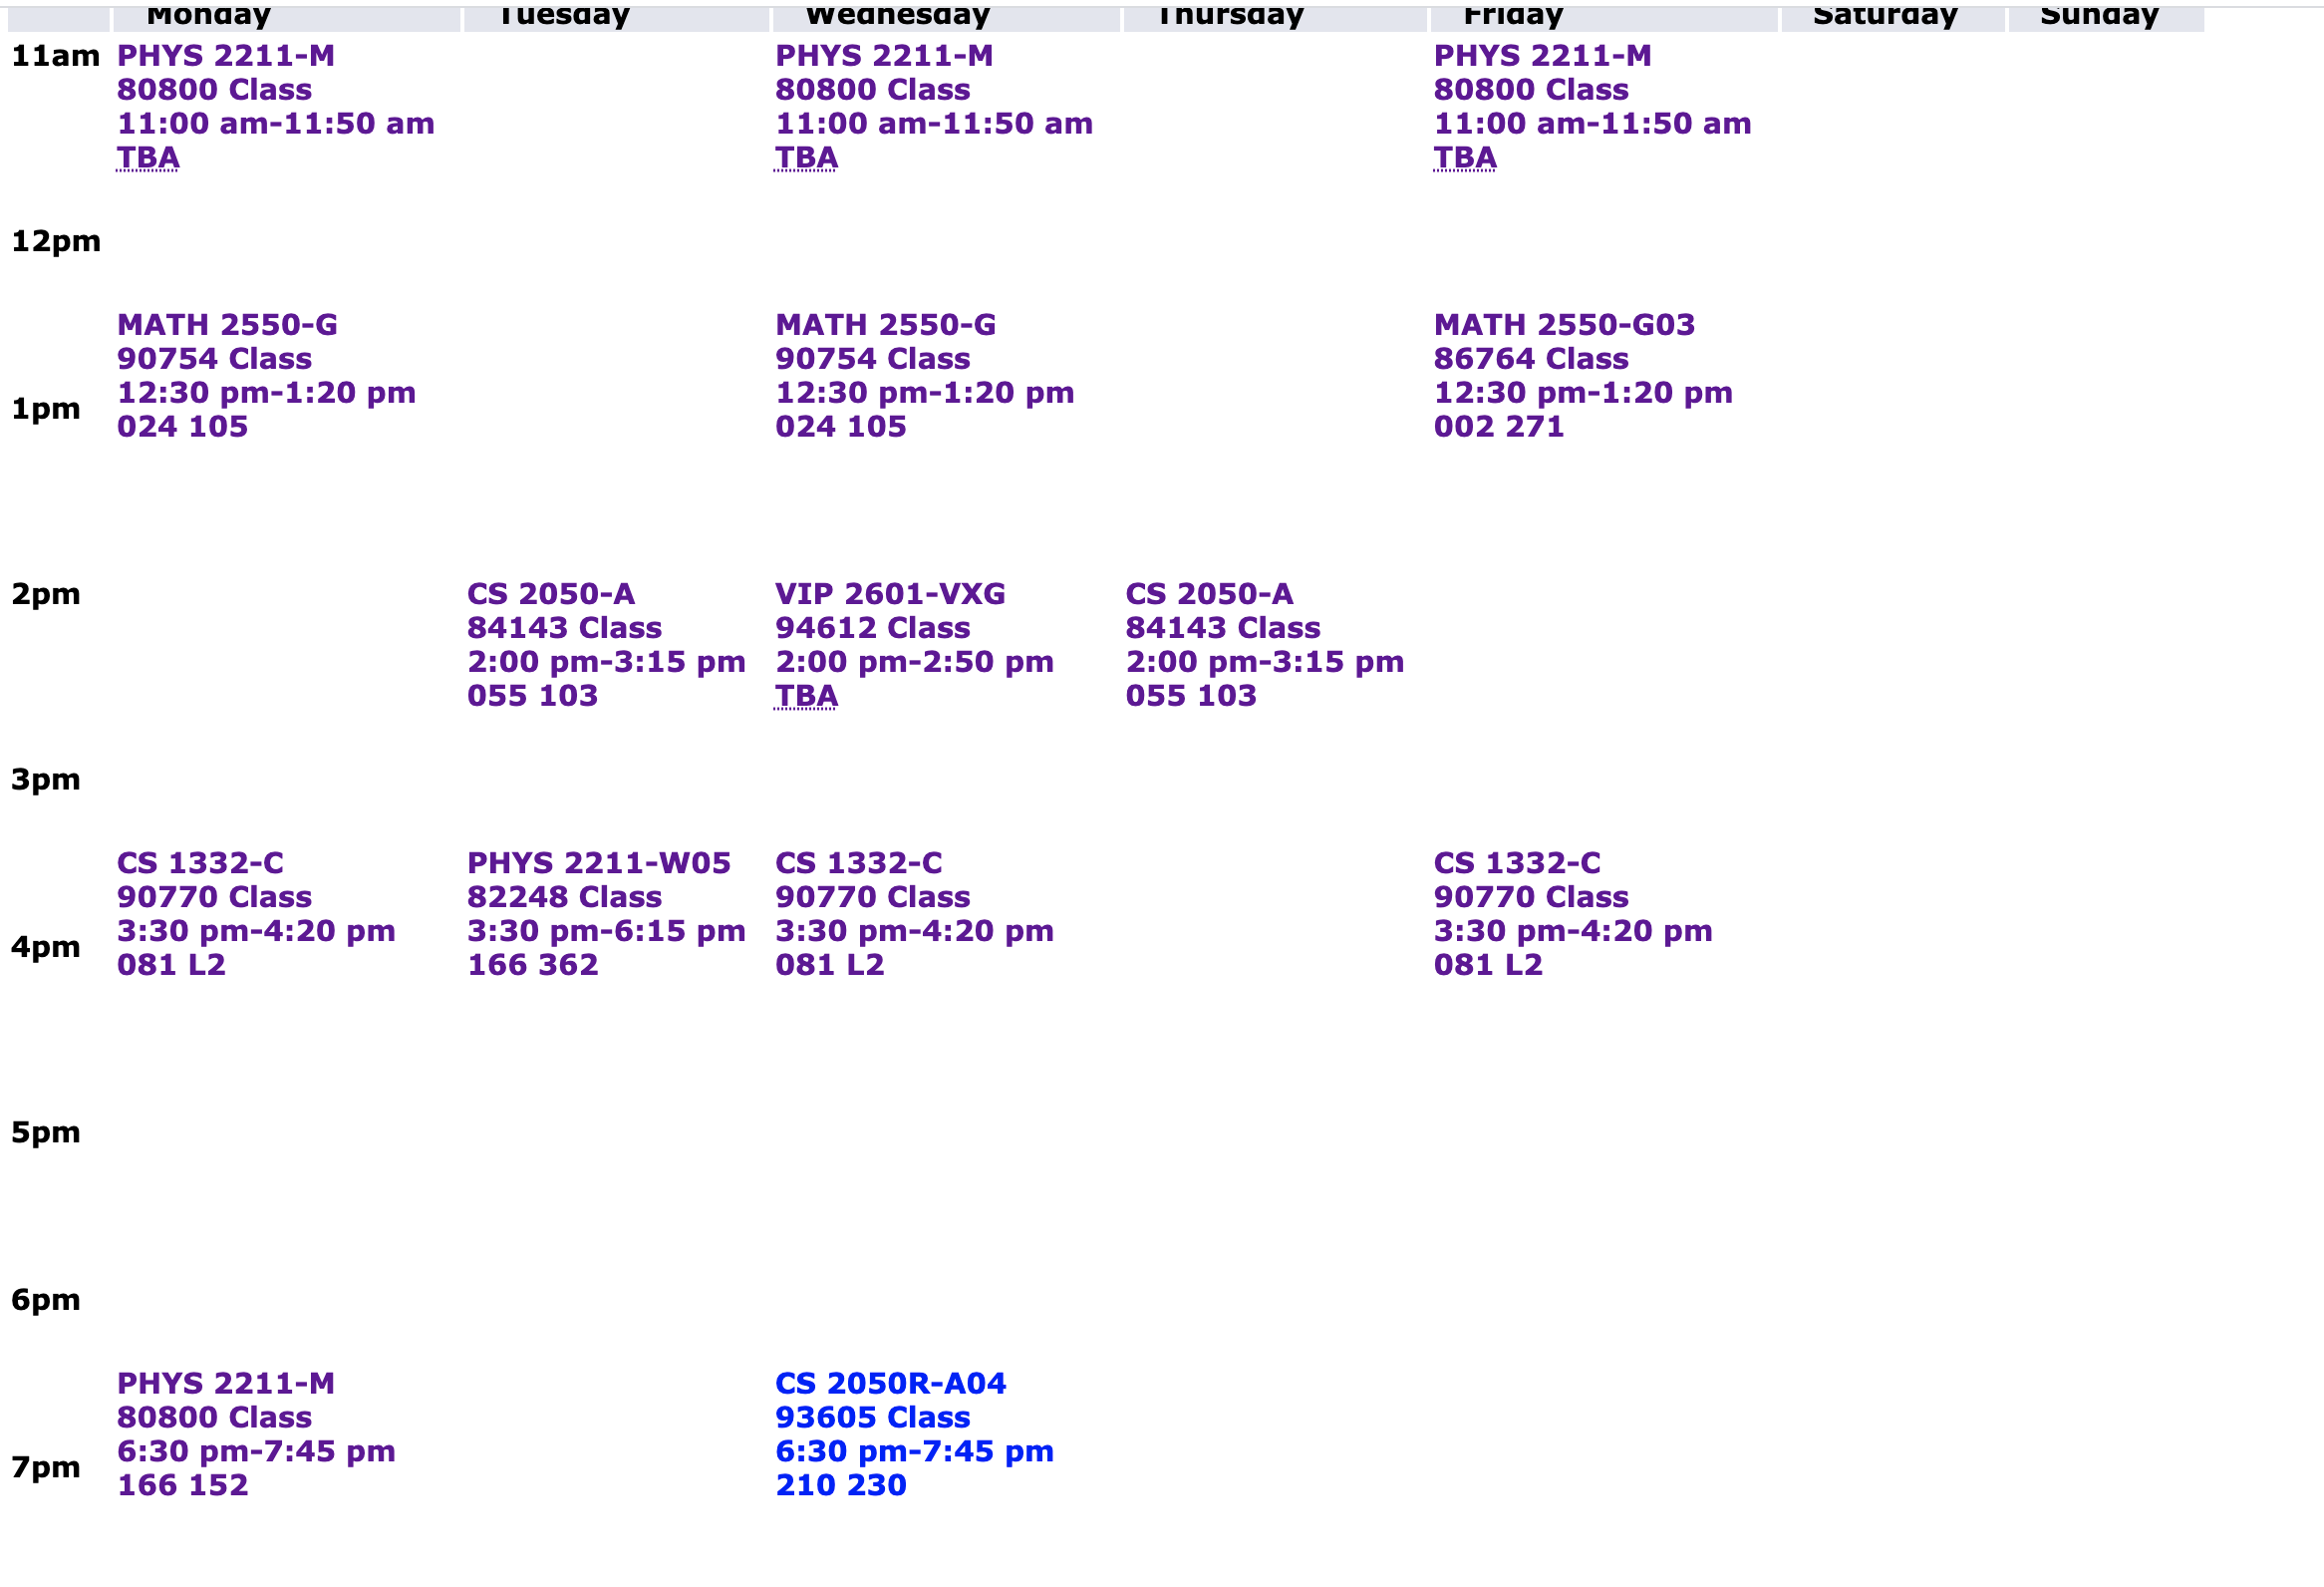 Monday Tuesday Wednesday Thursday Friday Saturday Sunday
11am
PHYS 2211-M
80800 Class
11:00 am-11:50 am
TBA
PHYS 2211-M
80800 Class
11:00 am-11:50 am
TBA
PHYS 2211-M
80800 Class
11:00 am-11:50 am
TBA
12pm
MATH 2550-G
90754 Class
12:30 pm-1:20 pm
024 105
MATH 2550-G
90754 Class
12:30 pm-1:20 pm
024 105
MATH 2550-G03
86764 Class
12:30 pm-1:20 pm
002 271
1pm
2pm
CS 2050-A
84143 Class
2:00 pm-3:15 pm
055 103
VIP 2601-VXG
94612 Class
2:00 pm-2:50 pm
TBA
CS 2050-A
84143 Class
2:00 pm-3:15 pm
055 103
3pm
CS 1332-C
90770 Class
3:30 pm-4:20 pm
081 L2
PHYS 2211-W05
82248 Class
3:30 pm-6:15 pm
166 362
CS 1332-C
90770 Class
3:30 pm-4:20 pm
081 L2
CS 1332-C
90770 Class
3:30 pm-4:20 pm
081 L2
4pm
5pm
6pm
PHYS 2211-M
80800 Class
6:30 pm-7:45 pm
166 152
CS 2050R-A04
93605 Class
6:30 pm-7:45 pm
210 230
7pm